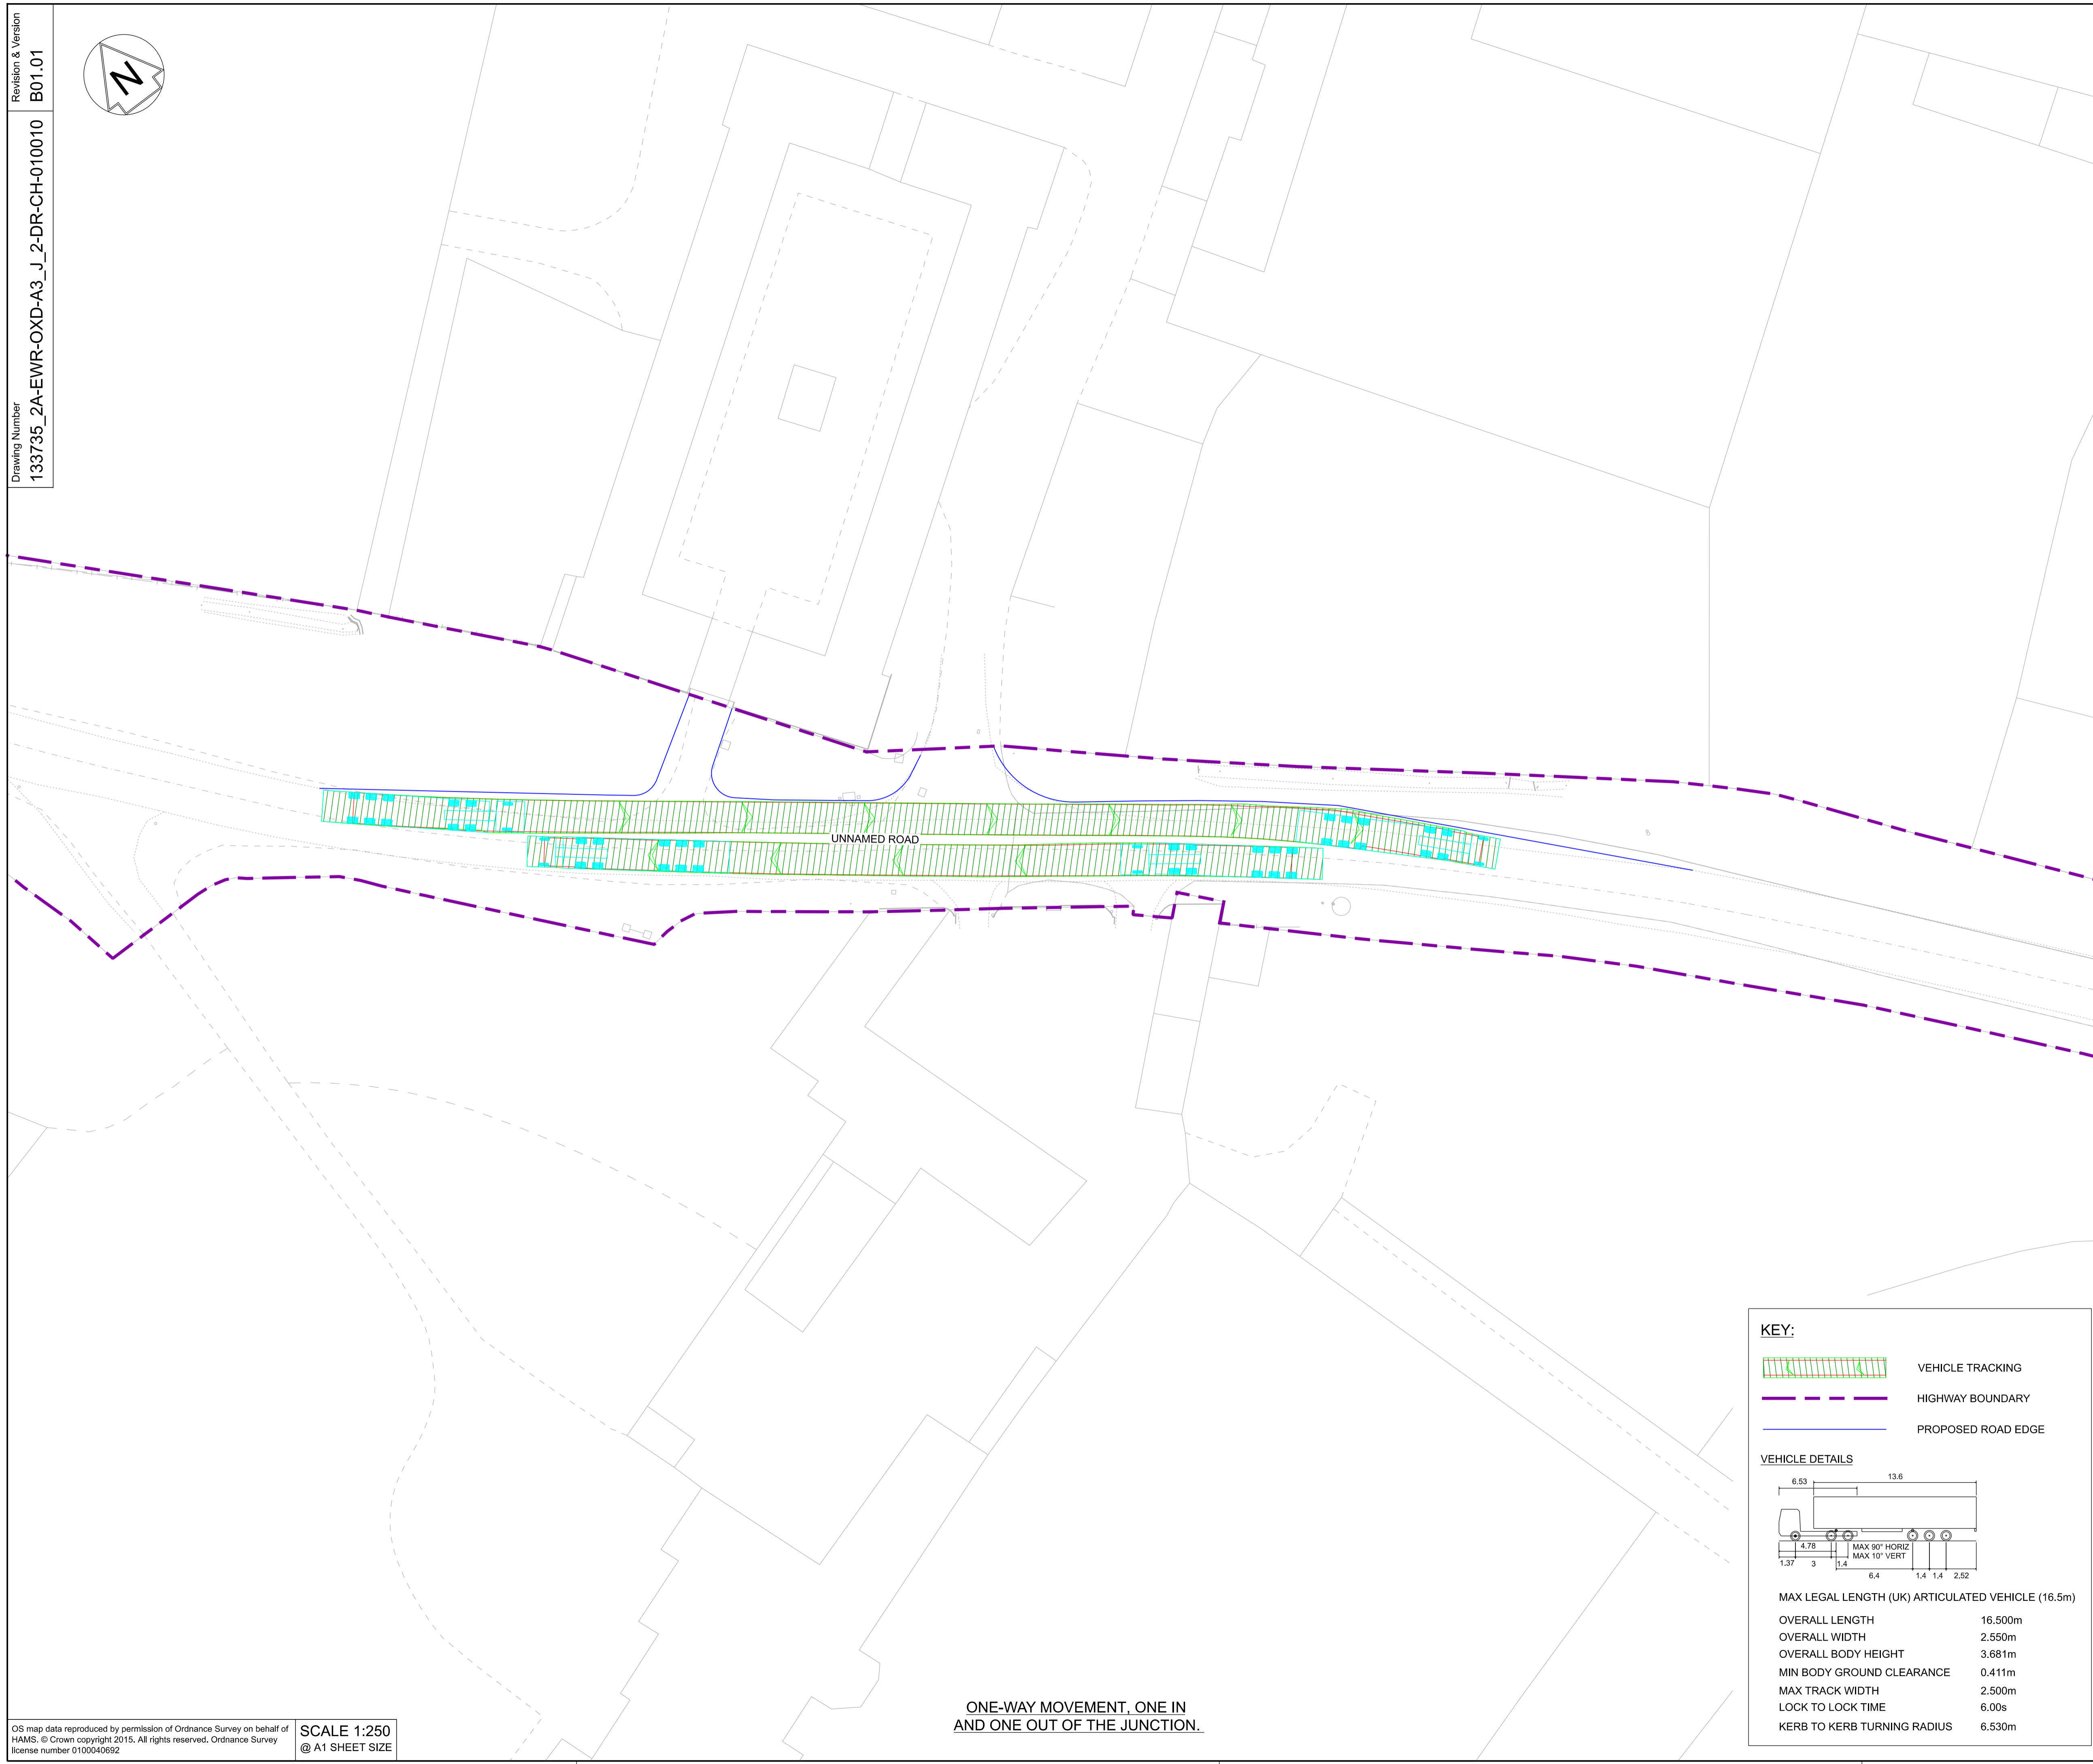 Revision & Version
B01.01
Drawing Number
133735_2A-EWR-OXD-A3_J_2-DR-CH-010010
N
UNNAMED ROAD
KEY:
VEHICLE TRACKING
HIGHWAY BOUNDARY
PROPOSED ROAD EDGE
VEHICLE DETAILS
6.53
13.6
4.78
MAX 90° HORIZ
MAX 10° VERT
1.37
3
1.4
6.4
1.4
1.4
2.52
MAX LEGAL LENGTH (UK) ARTICULATED VEHICLE (16.5m)
OVERALL LENGTH 16.500m
OVERALL WIDTH 2.550m
OVERALL BODY HEIGHT 3.681m
MIN BODY GROUND CLEARANCE 0.411m
MAX TRACK WIDTH 2.500m
LOCK TO LOCK TIME 6.00s
KERB TO KERB TURNING RADIUS 6.530m
ONE-WAY MOVEMENT, ONE IN
AND ONE OUT OF THE JUNCTION.
OS map data reproduced by permission of Ordnance Survey on behalf of
HAMS. © Crown copyright 2015. All rights reserved. Ordnance Survey
license number 0100040692
SCALE 1:250
@ A1 SHEET SIZE